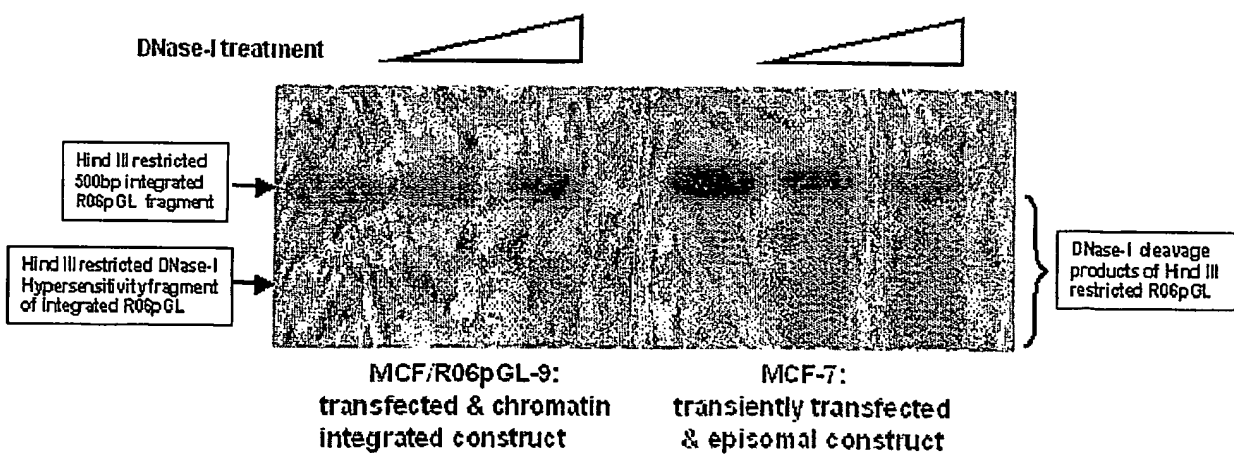 DNase-I treatment
Hind III restricted
500bp integrated
R06pGL fragment
Hind III restricted DNase-I
Hypersensitivity fragment
of integrated R06pGL
DNase-I cleavage
products of Hind III
restricted R06pGL
MCF/R06pGL-9:
transfected & chromatin
integrated construct
MCF-7:
transiently transfected
& episomal construct